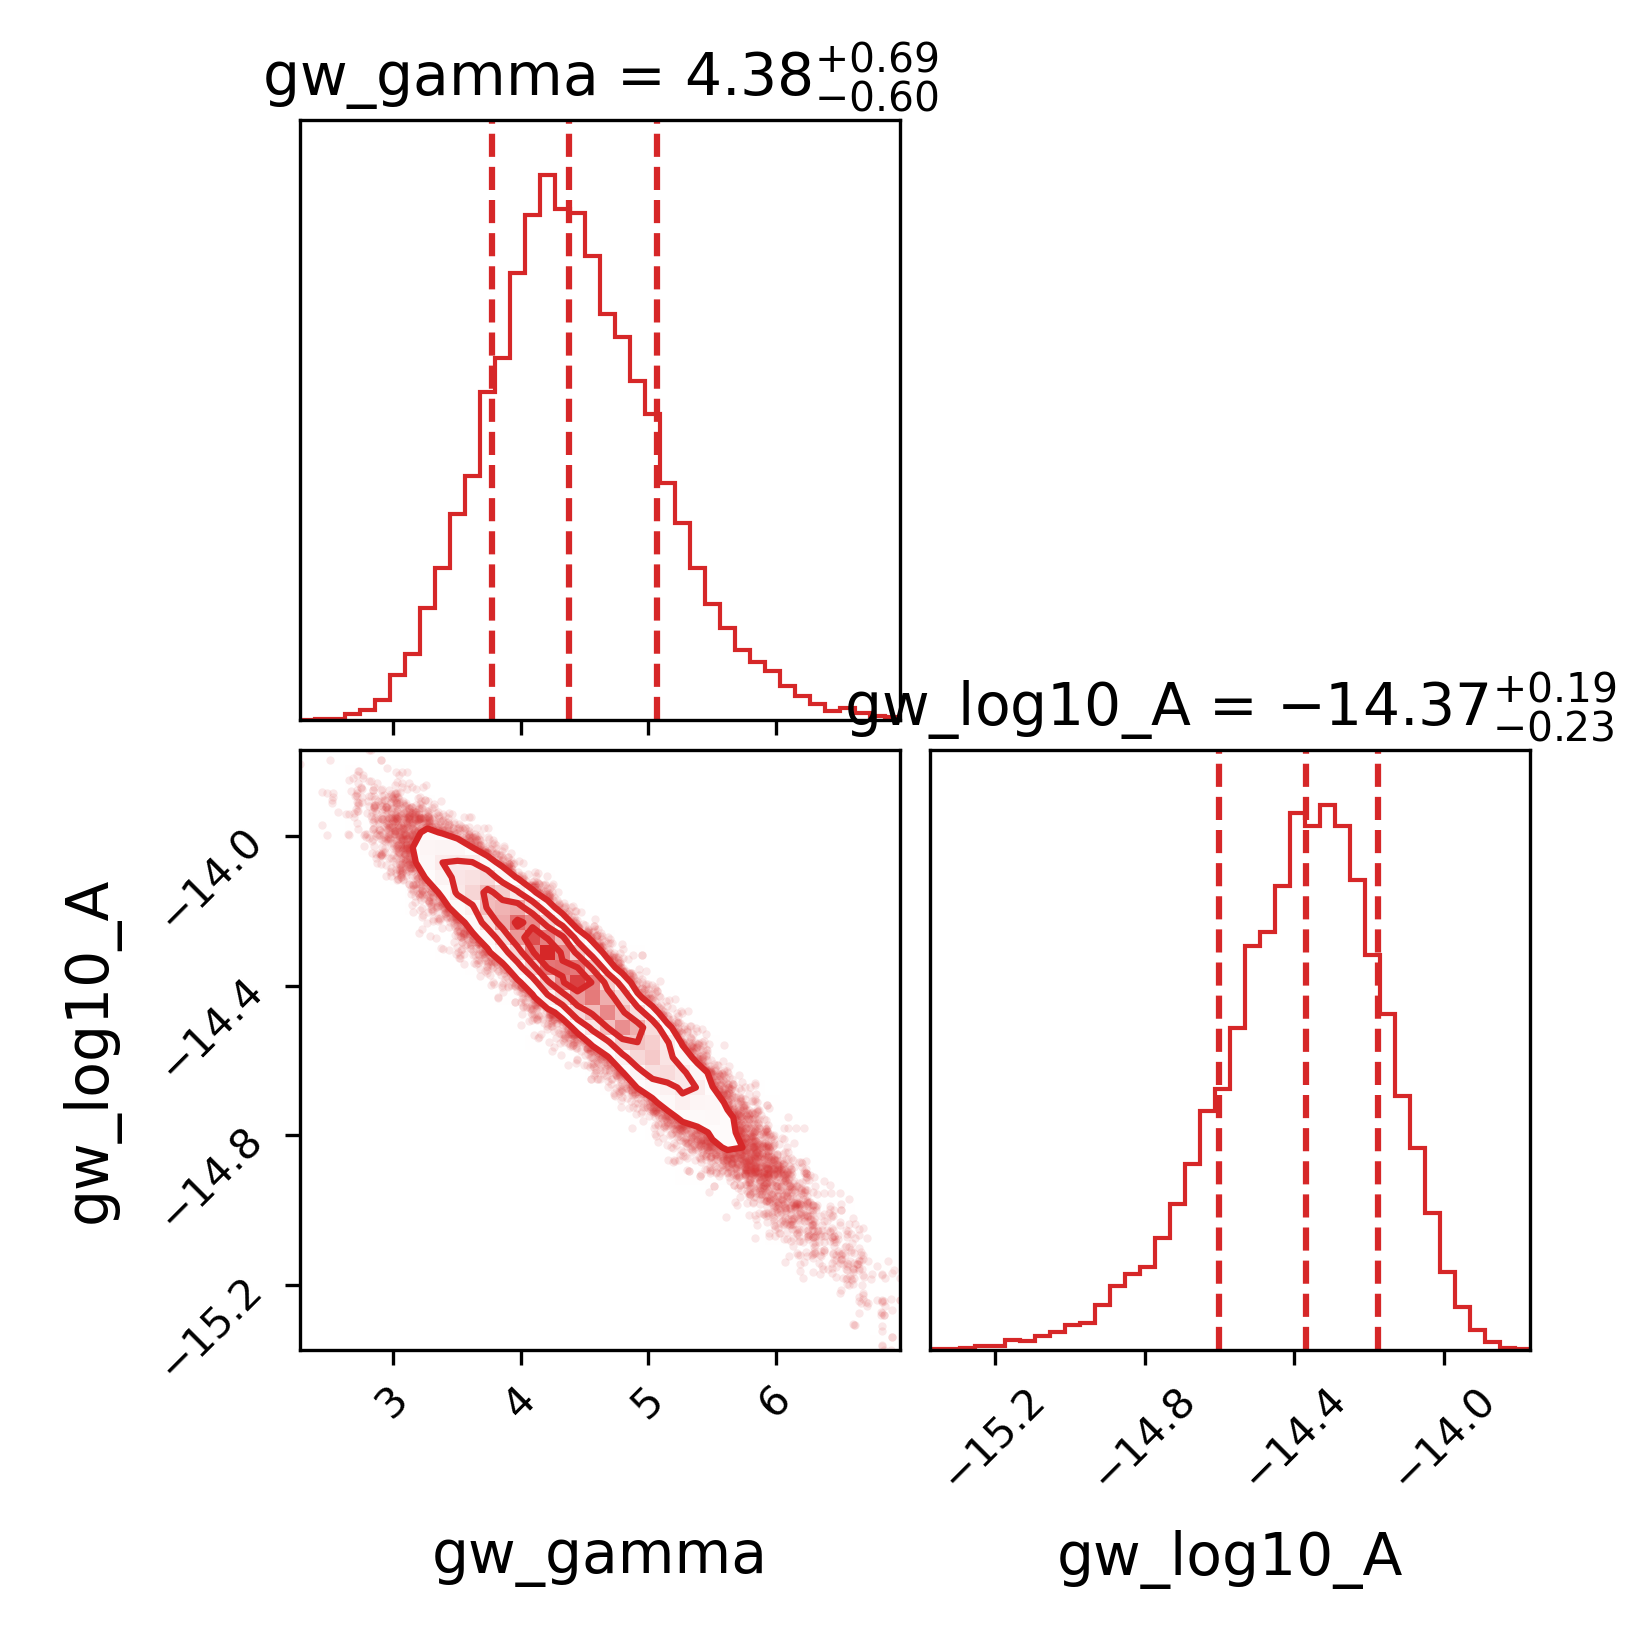 gw_gamma = 4.38+0.69 −0.60
gw_log10_A = −14.37+0.19 −0.23
gw_log10_A
−14.0
−14.4
−14.8
−15.2
3 4 5 6
−15.2 −14.8 −14.4 −14.0
gw_gamma
gw_log10_A